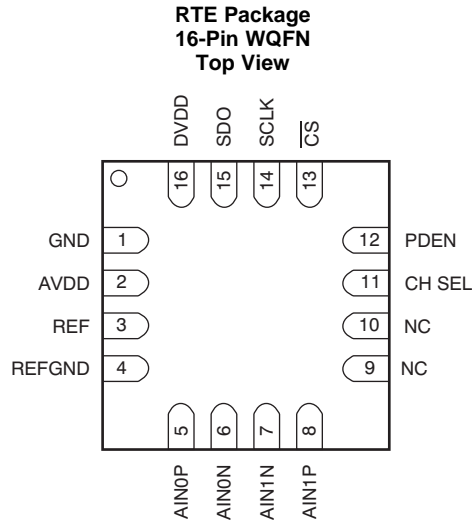 RTE Package
16-Pin WQFN
Top View
DVDD
SDO
SCLK
CS
16
15
14
13
GND 1
AVDD 2
REF 3
REFGND 4
12 PDEN
11 CH SEL
10 NC
9 NC
5
6
7
8
AIN0P
AIN0N
AIN1N
AIN1P